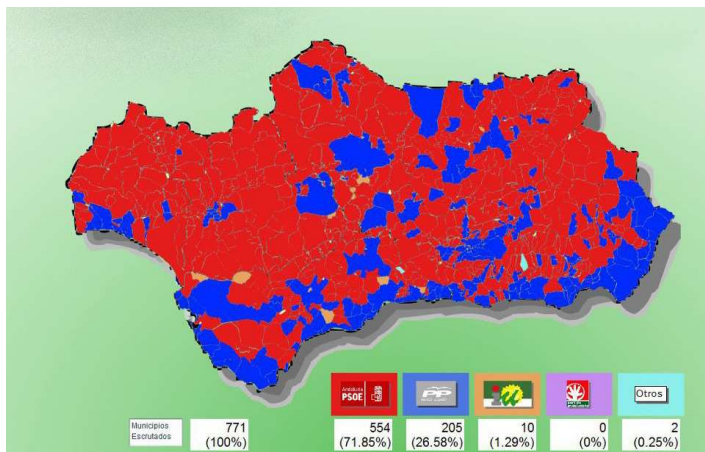 Andalucía
PSOE
PP
iu
Otros
Municipios
Escrutados
771
(100%)
554
(71.85%)
205
(26.58%)
10
(1.29%)
0
(0%)
2
(0.25%)